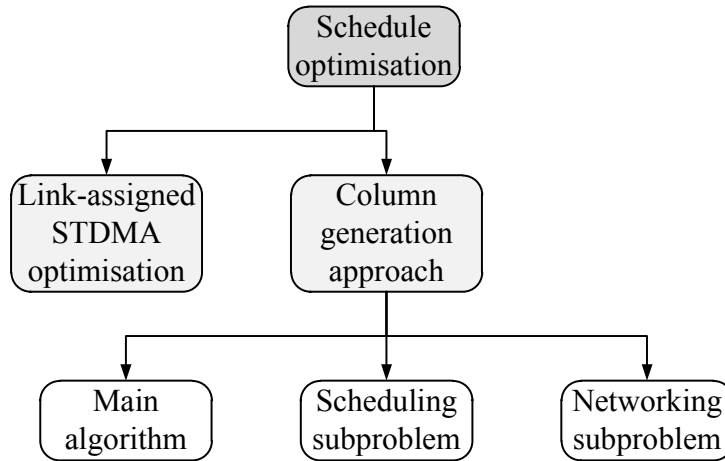 Schedule
optimisation
Link-assigned
STDMA
optimisation
Column
generation
approach
Main
algorithm
Scheduling
subproblem
Networking
subproblem